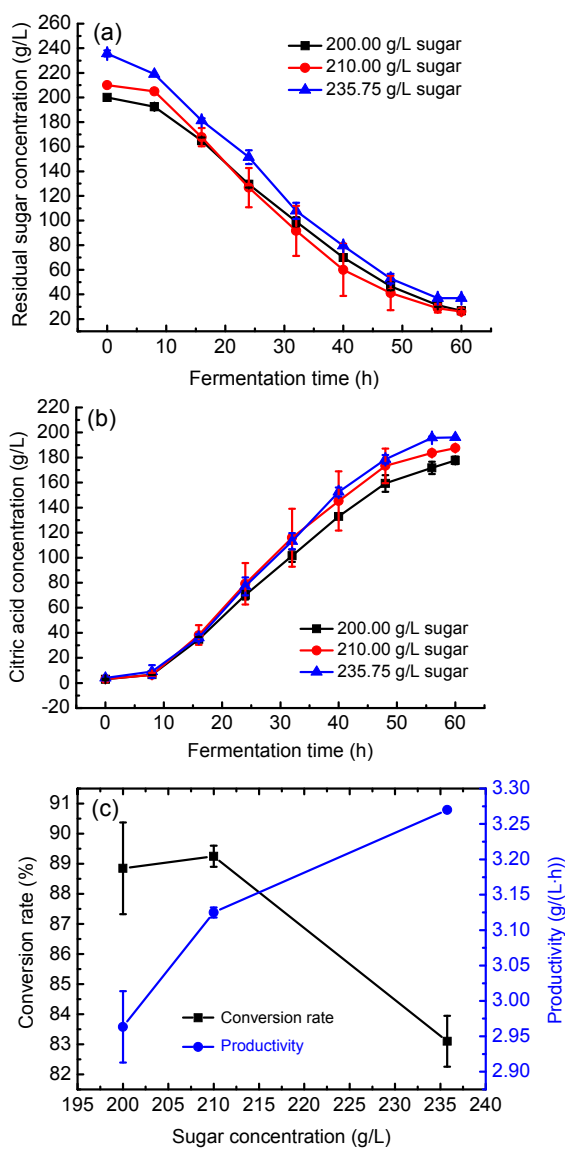 (a)
260
240
220
200
180
160
140
120
100
80
60
40
20
Residual sugar concentration (g/L)
200.00 g/L sugar
210.00 g/L sugar
235.75 g/L sugar
0 10 20 30 40 50 60
Fermentation time (h)
(b)
220
200
180
160
140
120
100
80
60
40
20
0
-20
Citric acid concentration (g/L)
200.00 g/L sugar
210.00 g/L sugar
235.75 g/L sugar
0 10 20 30 40 50 60
Fermentation time (h)
(c)
91
90
89
88
87
86
85
84
83
82
Conversion rate (%)
Conversion rate
Productivity
3.30
3.25
3.20
3.15
3.10
3.05
3.00
2.95
2.90
Productivity (g/(L·h))
195 200 205 210 215 220 225 230 235 240
Sugar concentration (g/L)